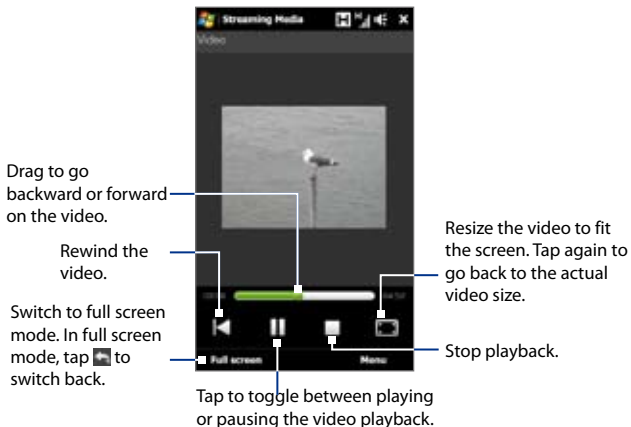 Streaming Media
Video
Drag to go
backward or forward
on the video.
Rewind the
video.
Switch to full screen
mode. In full screen
mode, tap to
switch back.
Resize the video to fit
the screen. Tap again to
go back to the actual
video size.
Stop playback.
Full screen
Menu
Tap to toggle between playing
or pausing the video playback.